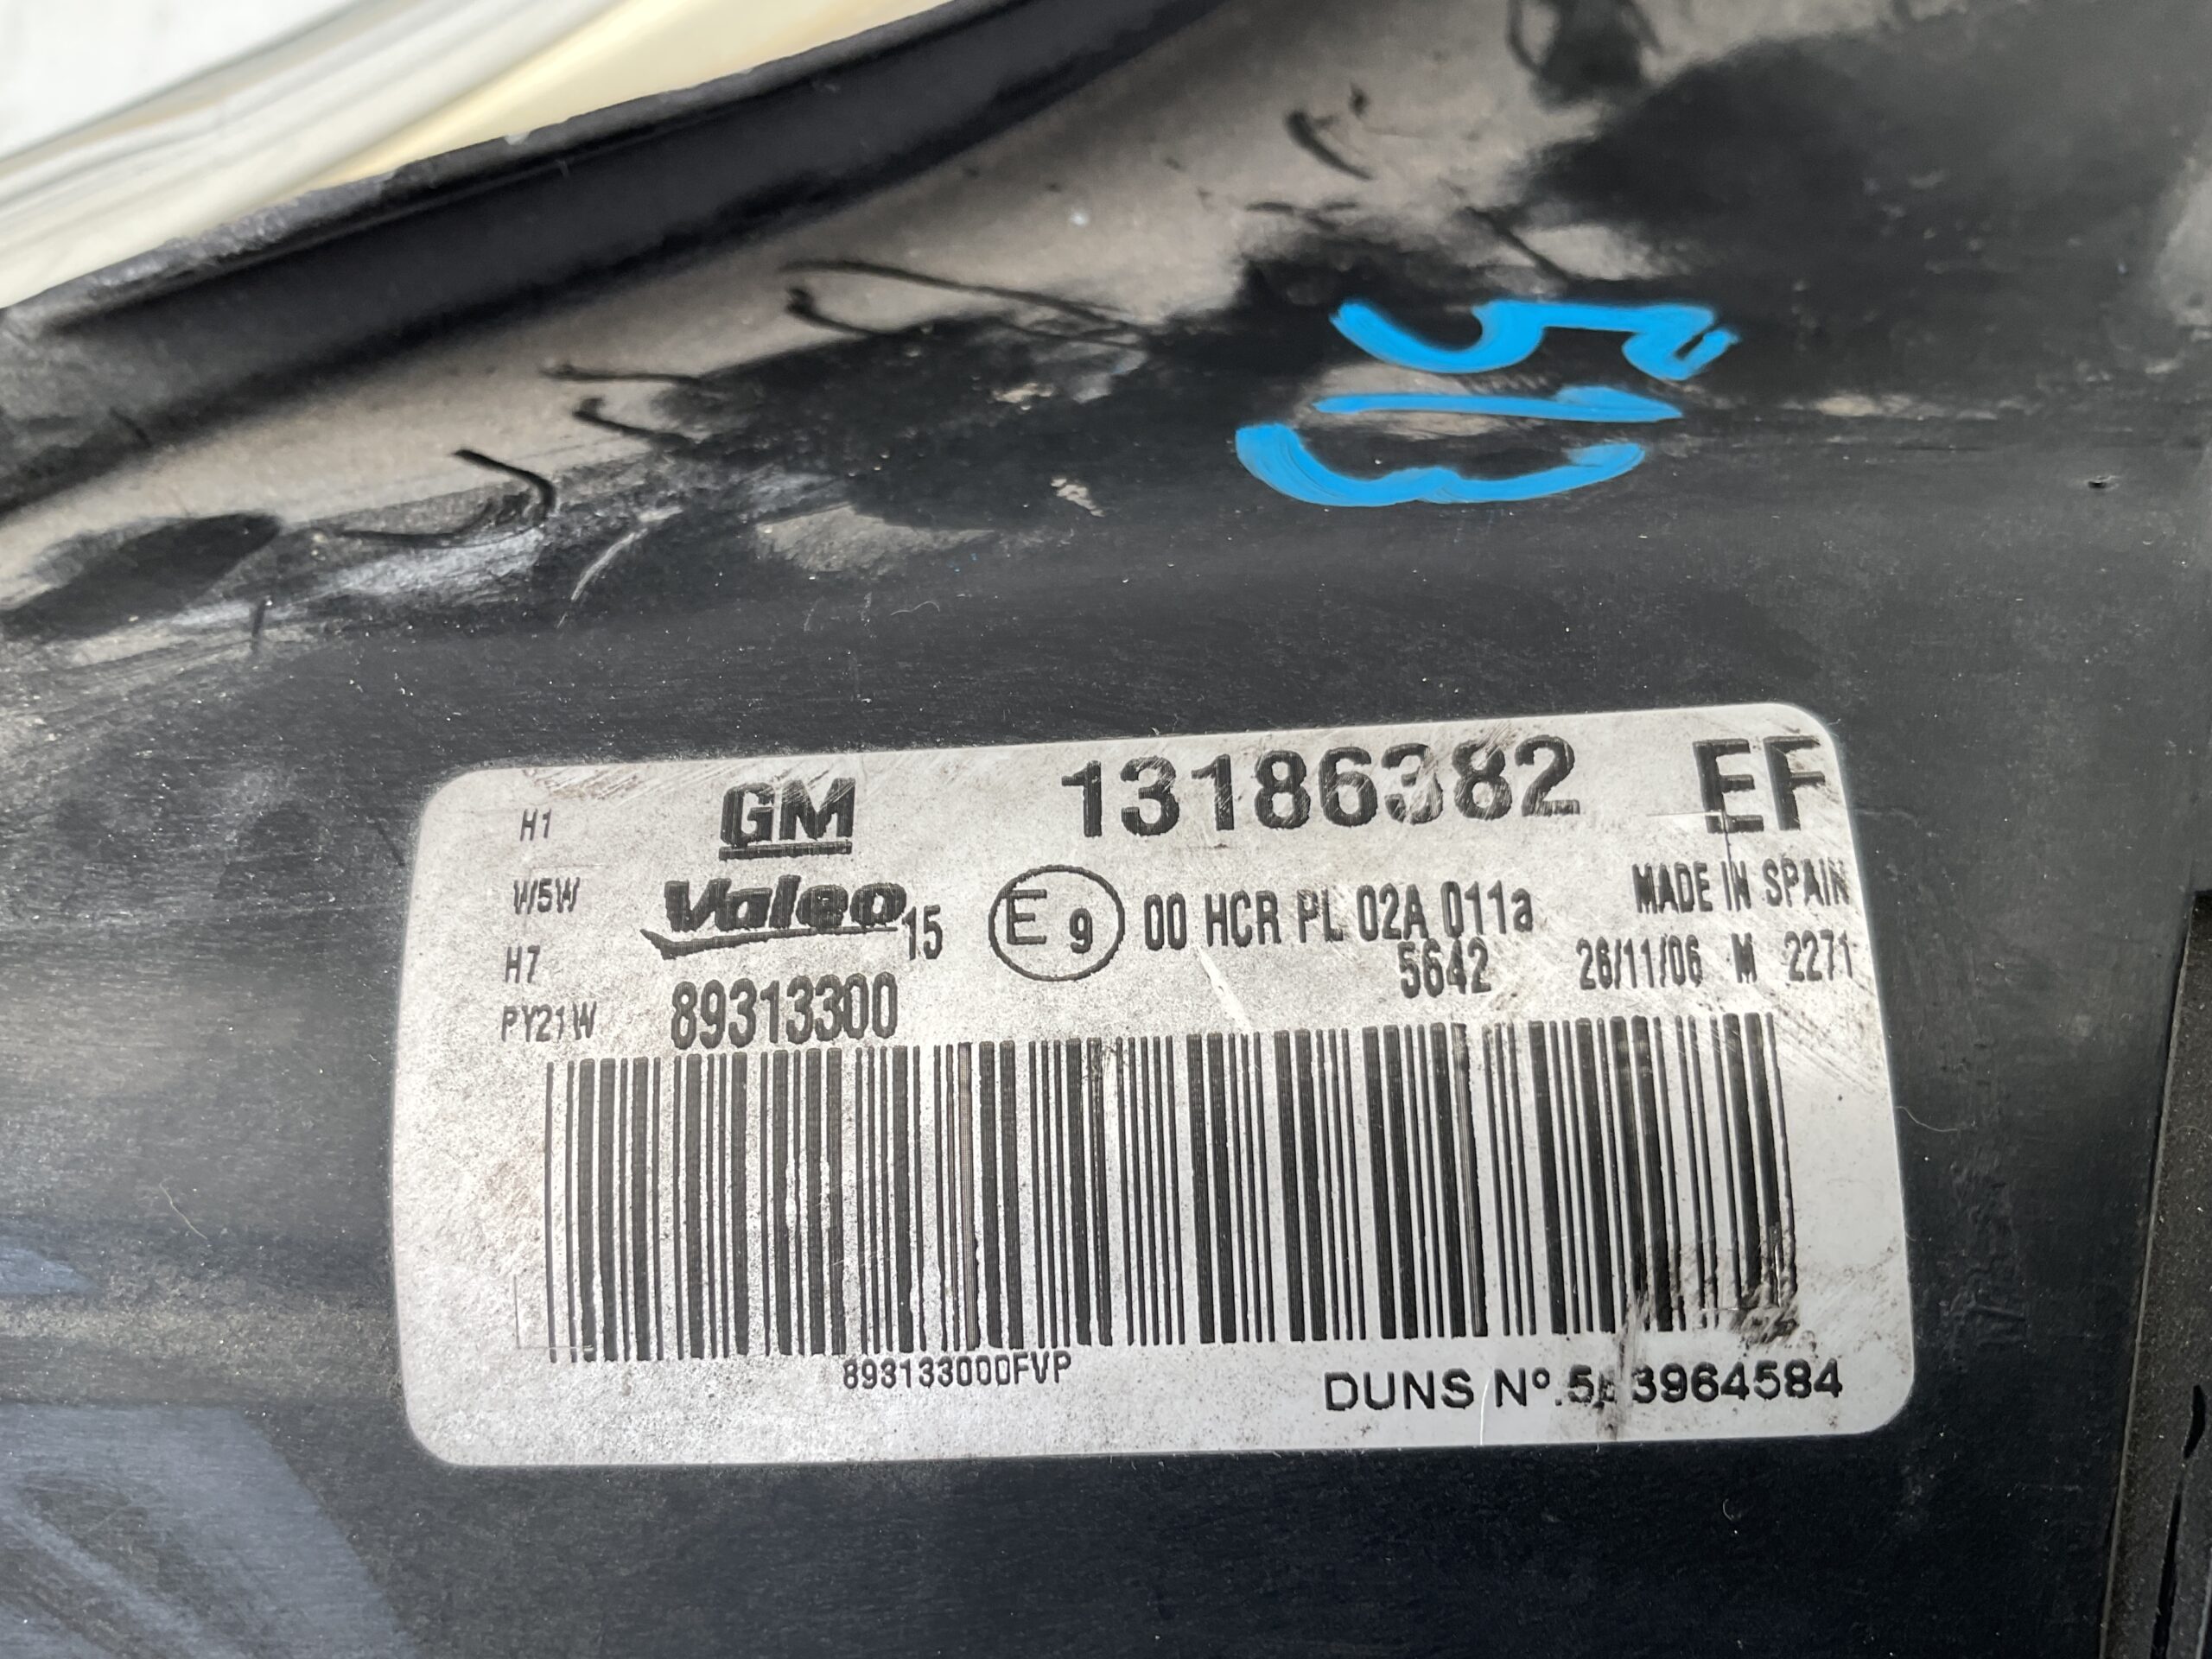 GM 13186382 EF
H1
Valeo 15 E 9 00 HCR PL 02A 011a MADE IN SPAIN
W5W
5642 26/11/06 M 2271
H7
PY21W 89313300
893133000FVP
DUNS Nº.